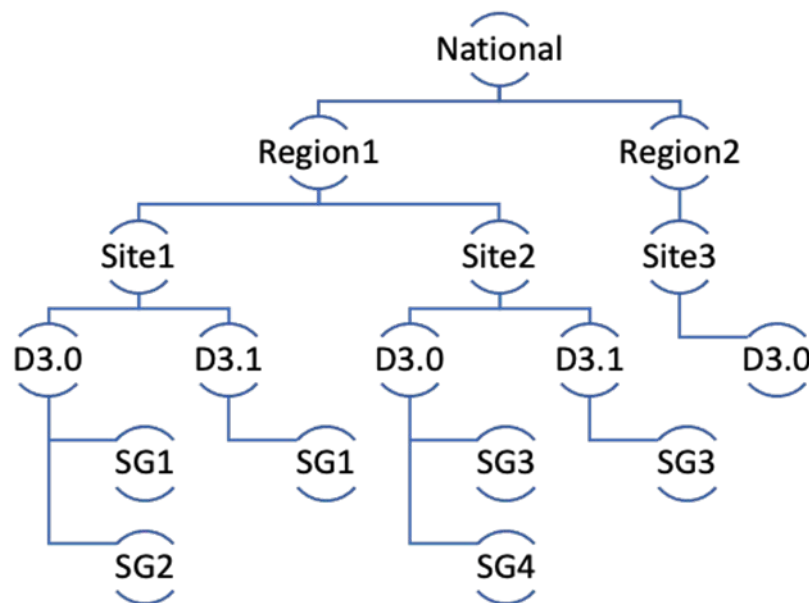 National
Region1
Region2
Site1
Site2
Site3
D3.0
D3.1
D3.0
D3.1
D3.0
SG1
SG1
SG3
SG3
SG2
SG4